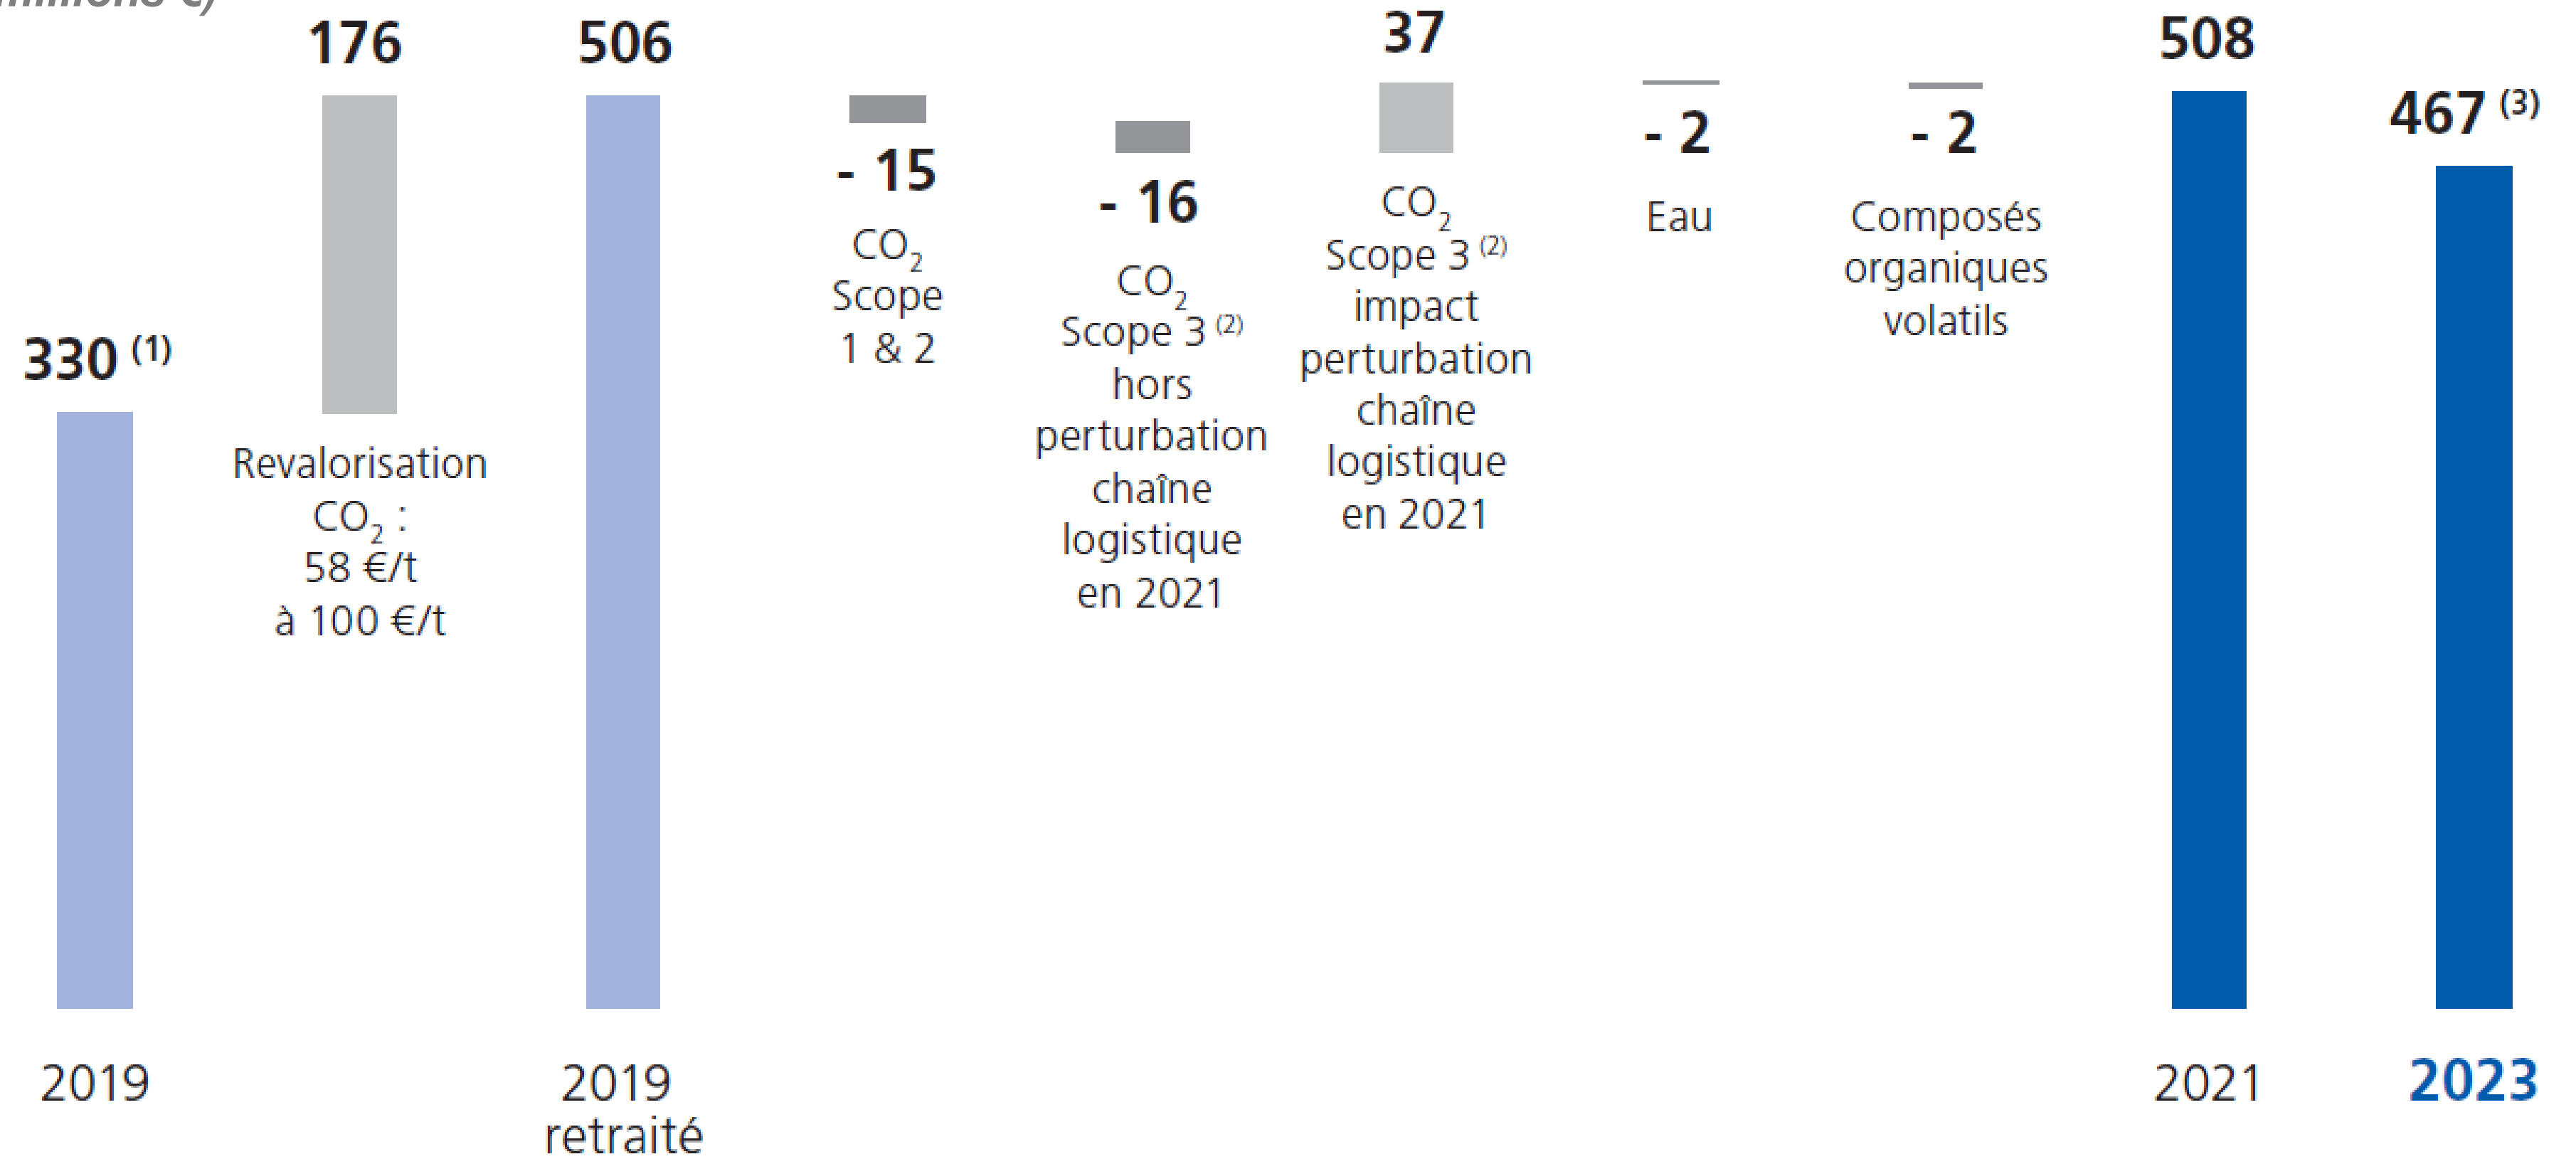 millions €)
176
506
37
508
467 (3)
330 (1)
- 15
- 16
- 2
- 2
Revalorisation
CO2 :
58 €/t
à 100 €/t
CO2
Scope
1 & 2
CO2
Scope 3 (2)
hors
perturbation
chaîne
logistique
en 2021
CO2
Scope 3 (2)
impact
perturbation
chaîne
logistique
en 2021
Eau
Composés
organiques
volatils
2019
2019
retraité
2021
2023